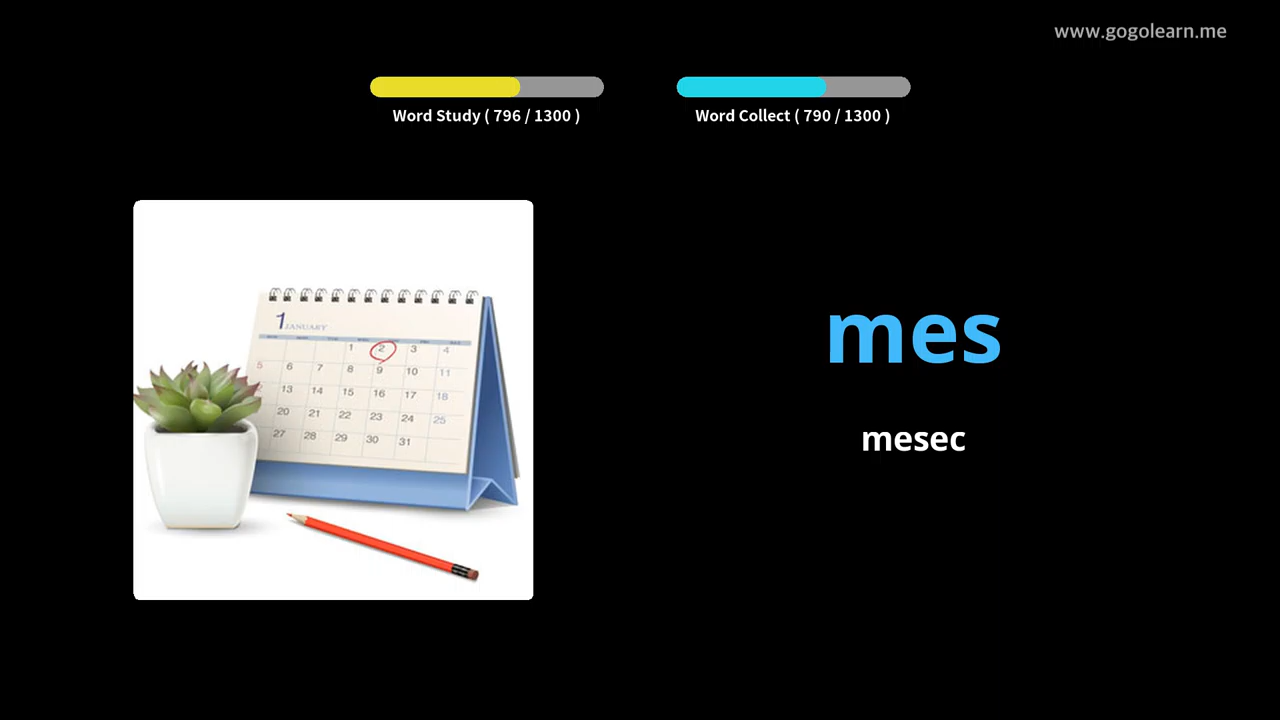 www.gogolearn.me
Word Study ( 796 / 1300 )
Word Collect ( 790 / 1300 )
1 JANUARY
1 2 3 4
5 6 7 8 9 10 11
13 14 15 16 17 18
20 21 22 23 24 25
27 28 29 30 31
mes
mesec